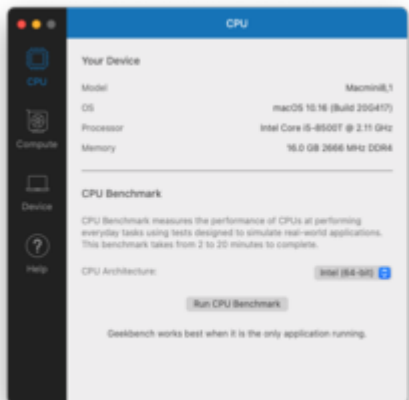 CPU
CPU
Compute
Device
Help
Your Device
Model Macmini8,1
OS macOS 10.16 (Build 20G417)
Processor Intel Core i5-8500T @ 2.11 GHz
Memory 16.0 GB 2666 MHz DDR4
CPU Benchmark
CPU Benchmark measures the performance of CPUs at performing
everyday tasks using tests designed to simulate real-world applications.
This benchmark takes from 2 to 20 minutes to complete.
CPU Architecture: Intel (64-bit)
Run CPU Benchmark
Geekbench works best when it is the only application running.